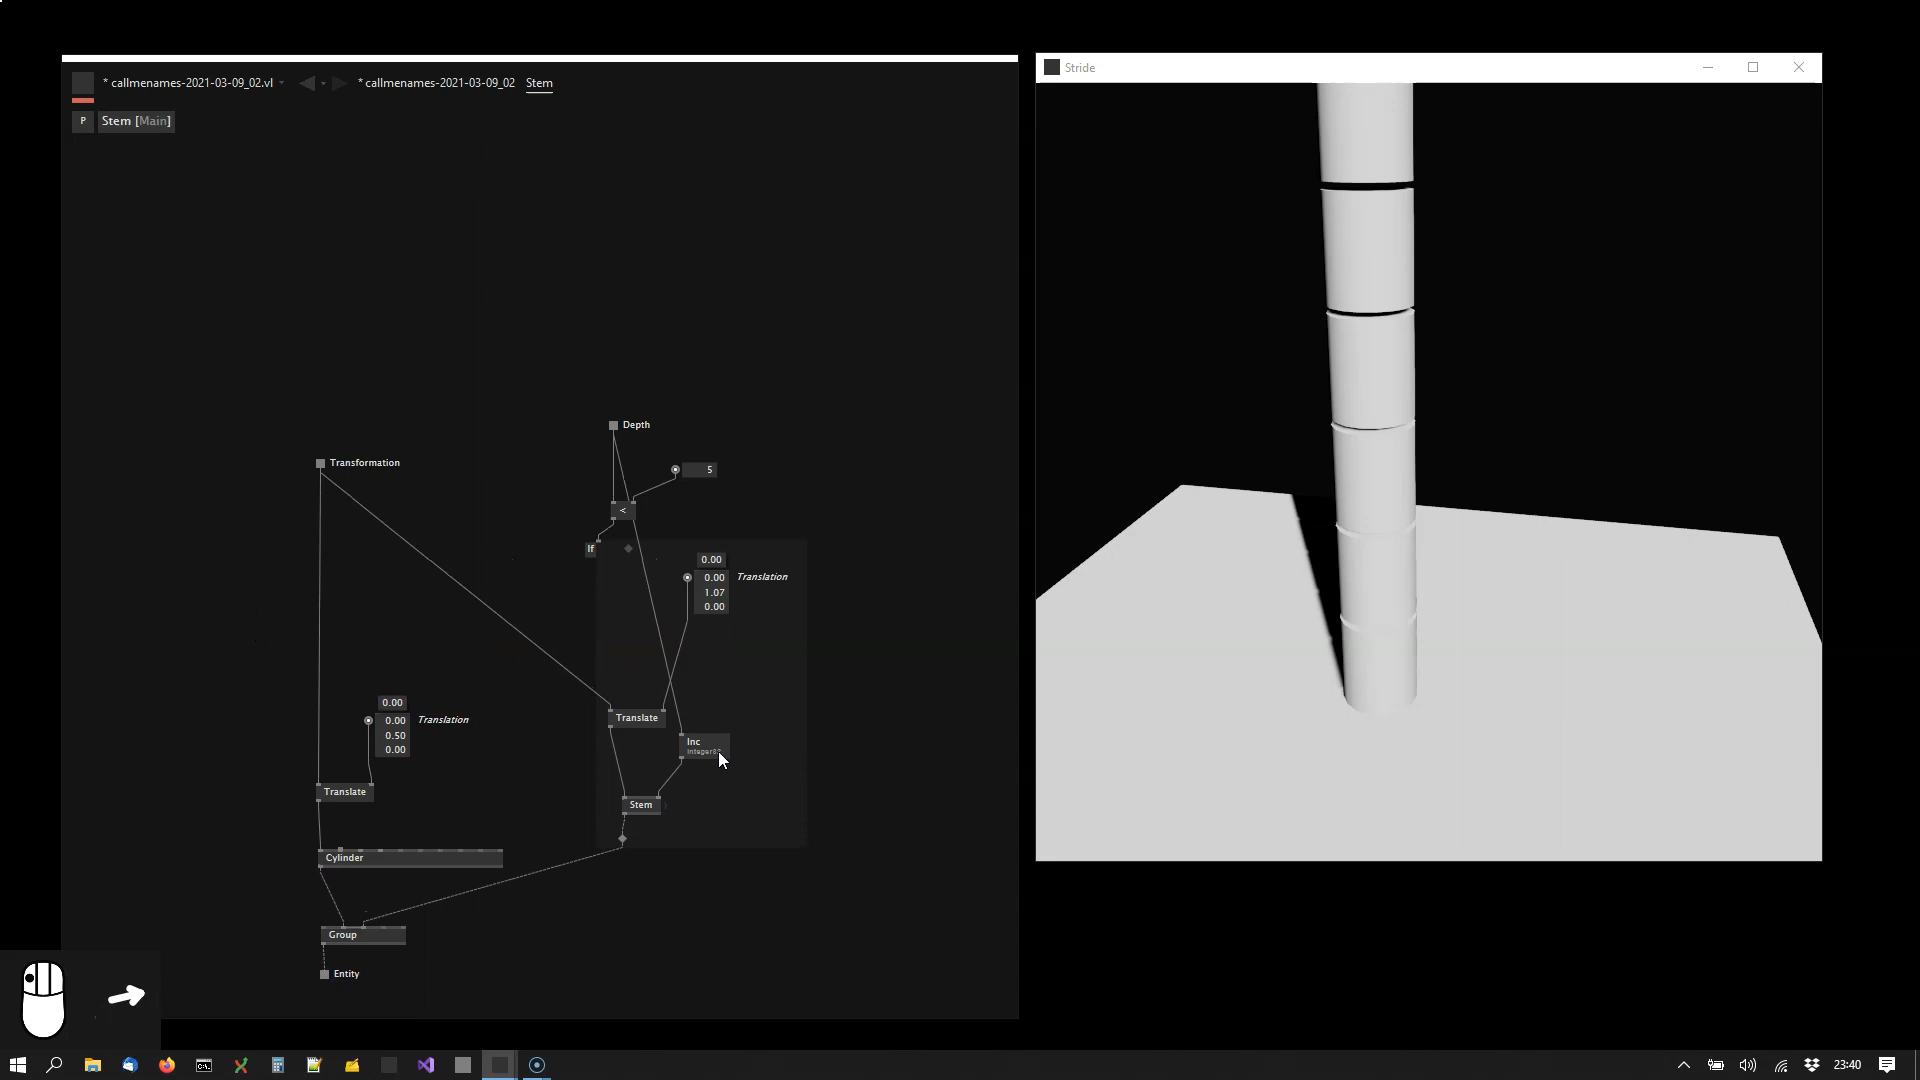 * callmenames-2021-03-09_02.vl
* callmenames-2021-03-09_02
Stem
P
Stem [Main]
Stride
Depth
Transformation
5
<
If
0.00
0.00
1.07
0.00
Translation
0.00
0.00
0.50
0.00
Translation
Translate
Inc
Translate
Stem
Cylinder
Group
Entity
23:40